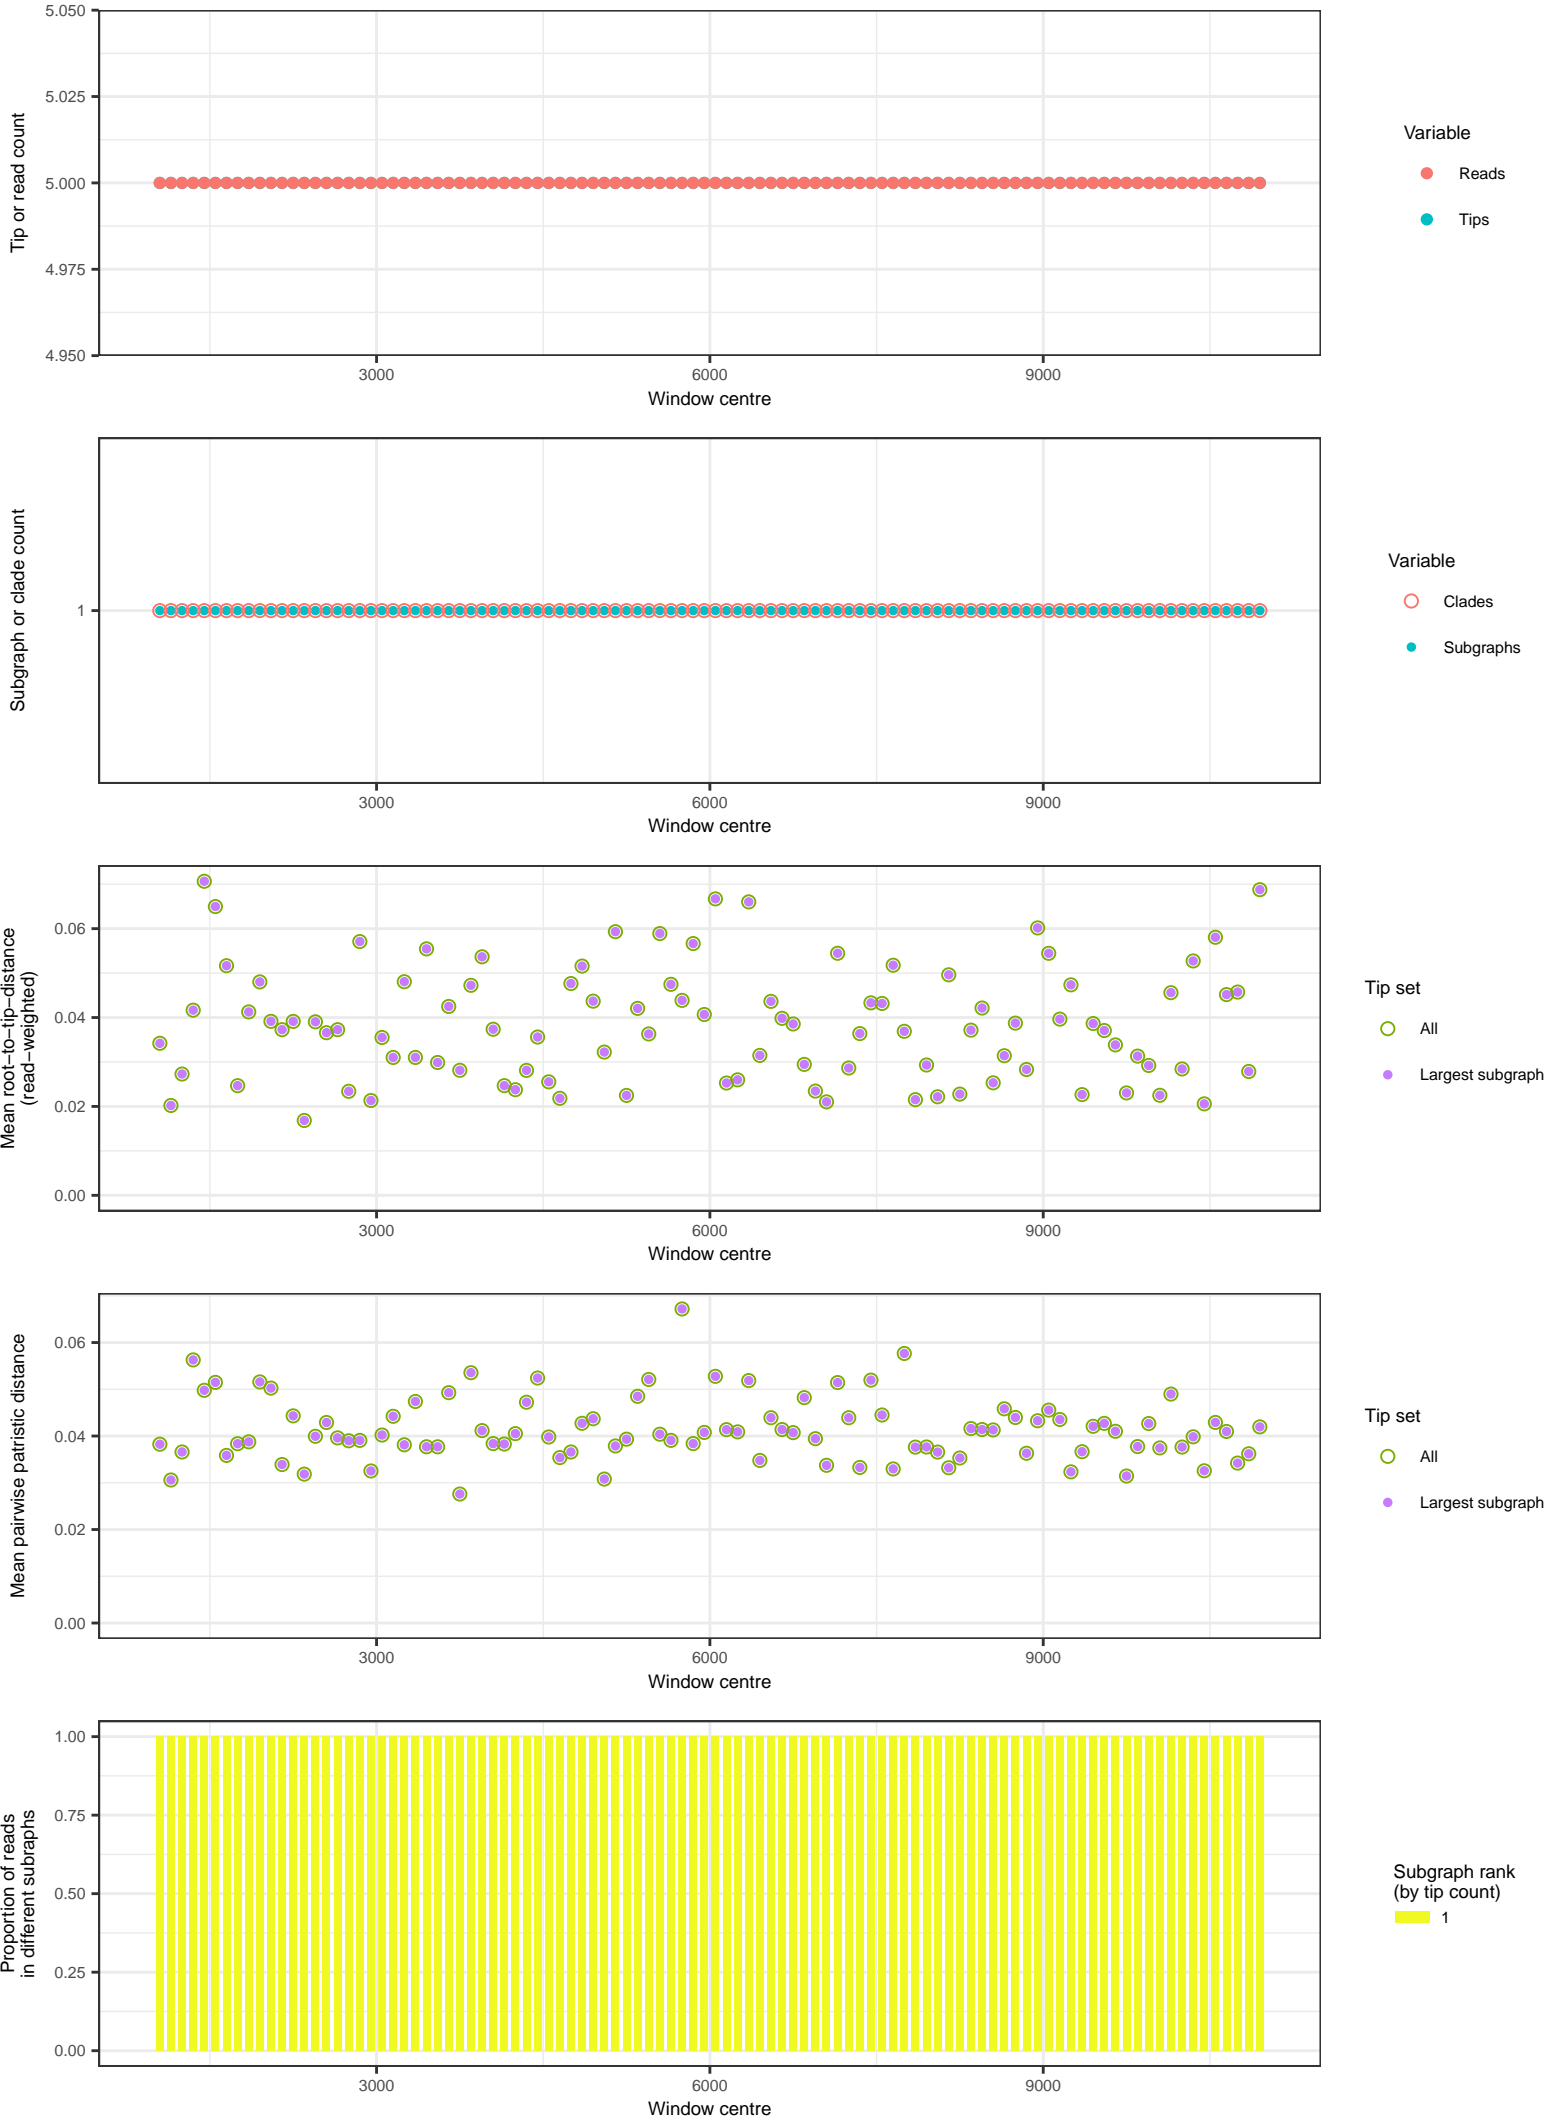 5.050
5.025
5.000
4.975
4.950
Tip or read count
3000 6000 9000
Window centre
Variable
Reads
Tips
1
Subgraph or clade count
3000 6000 9000
Window centre
Variable
Clades
Subgraphs
0.06
0.04
0.02
0.00
Mean root−to−tip−distance
(read−weighted)
3000 6000 9000
Window centre
Tip set
All
Largest subgraph
0.06
0.04
0.02
0.00
Mean pairwise patristic distance
3000 6000 9000
Window centre
Tip set
All
Largest subgraph
1.00
0.75
0.50
0.25
0.00
Proportion of reads
in different subraphs
3000 6000 9000
Window centre
Subgraph rank
(by tip count)
1